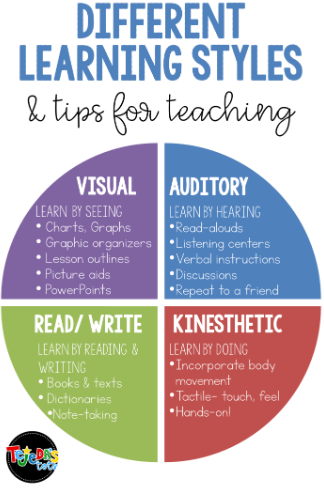 DIFFERENT
LEARNING STYLES
& tips for teaching
VISUAL
LEARN BY SEEING
• Charts, Graphs
• Graphic organizers
• Lesson outlines
• Picture aids
• PowerPoints
AUDITORY
LEARN BY HEARING
• Read-alouds
• Listening centers
• Verbal instructions
• Discussions
• Repeat to a friend
READ/ WRITE
LEARN BY READING &
WRITING
• Books & texts
• Dictionaries
• Note-taking
KINESTHETIC
LEARN BY DOING
• Incorporate body
movement
• Tactile- touch, feel
• Hands-on!